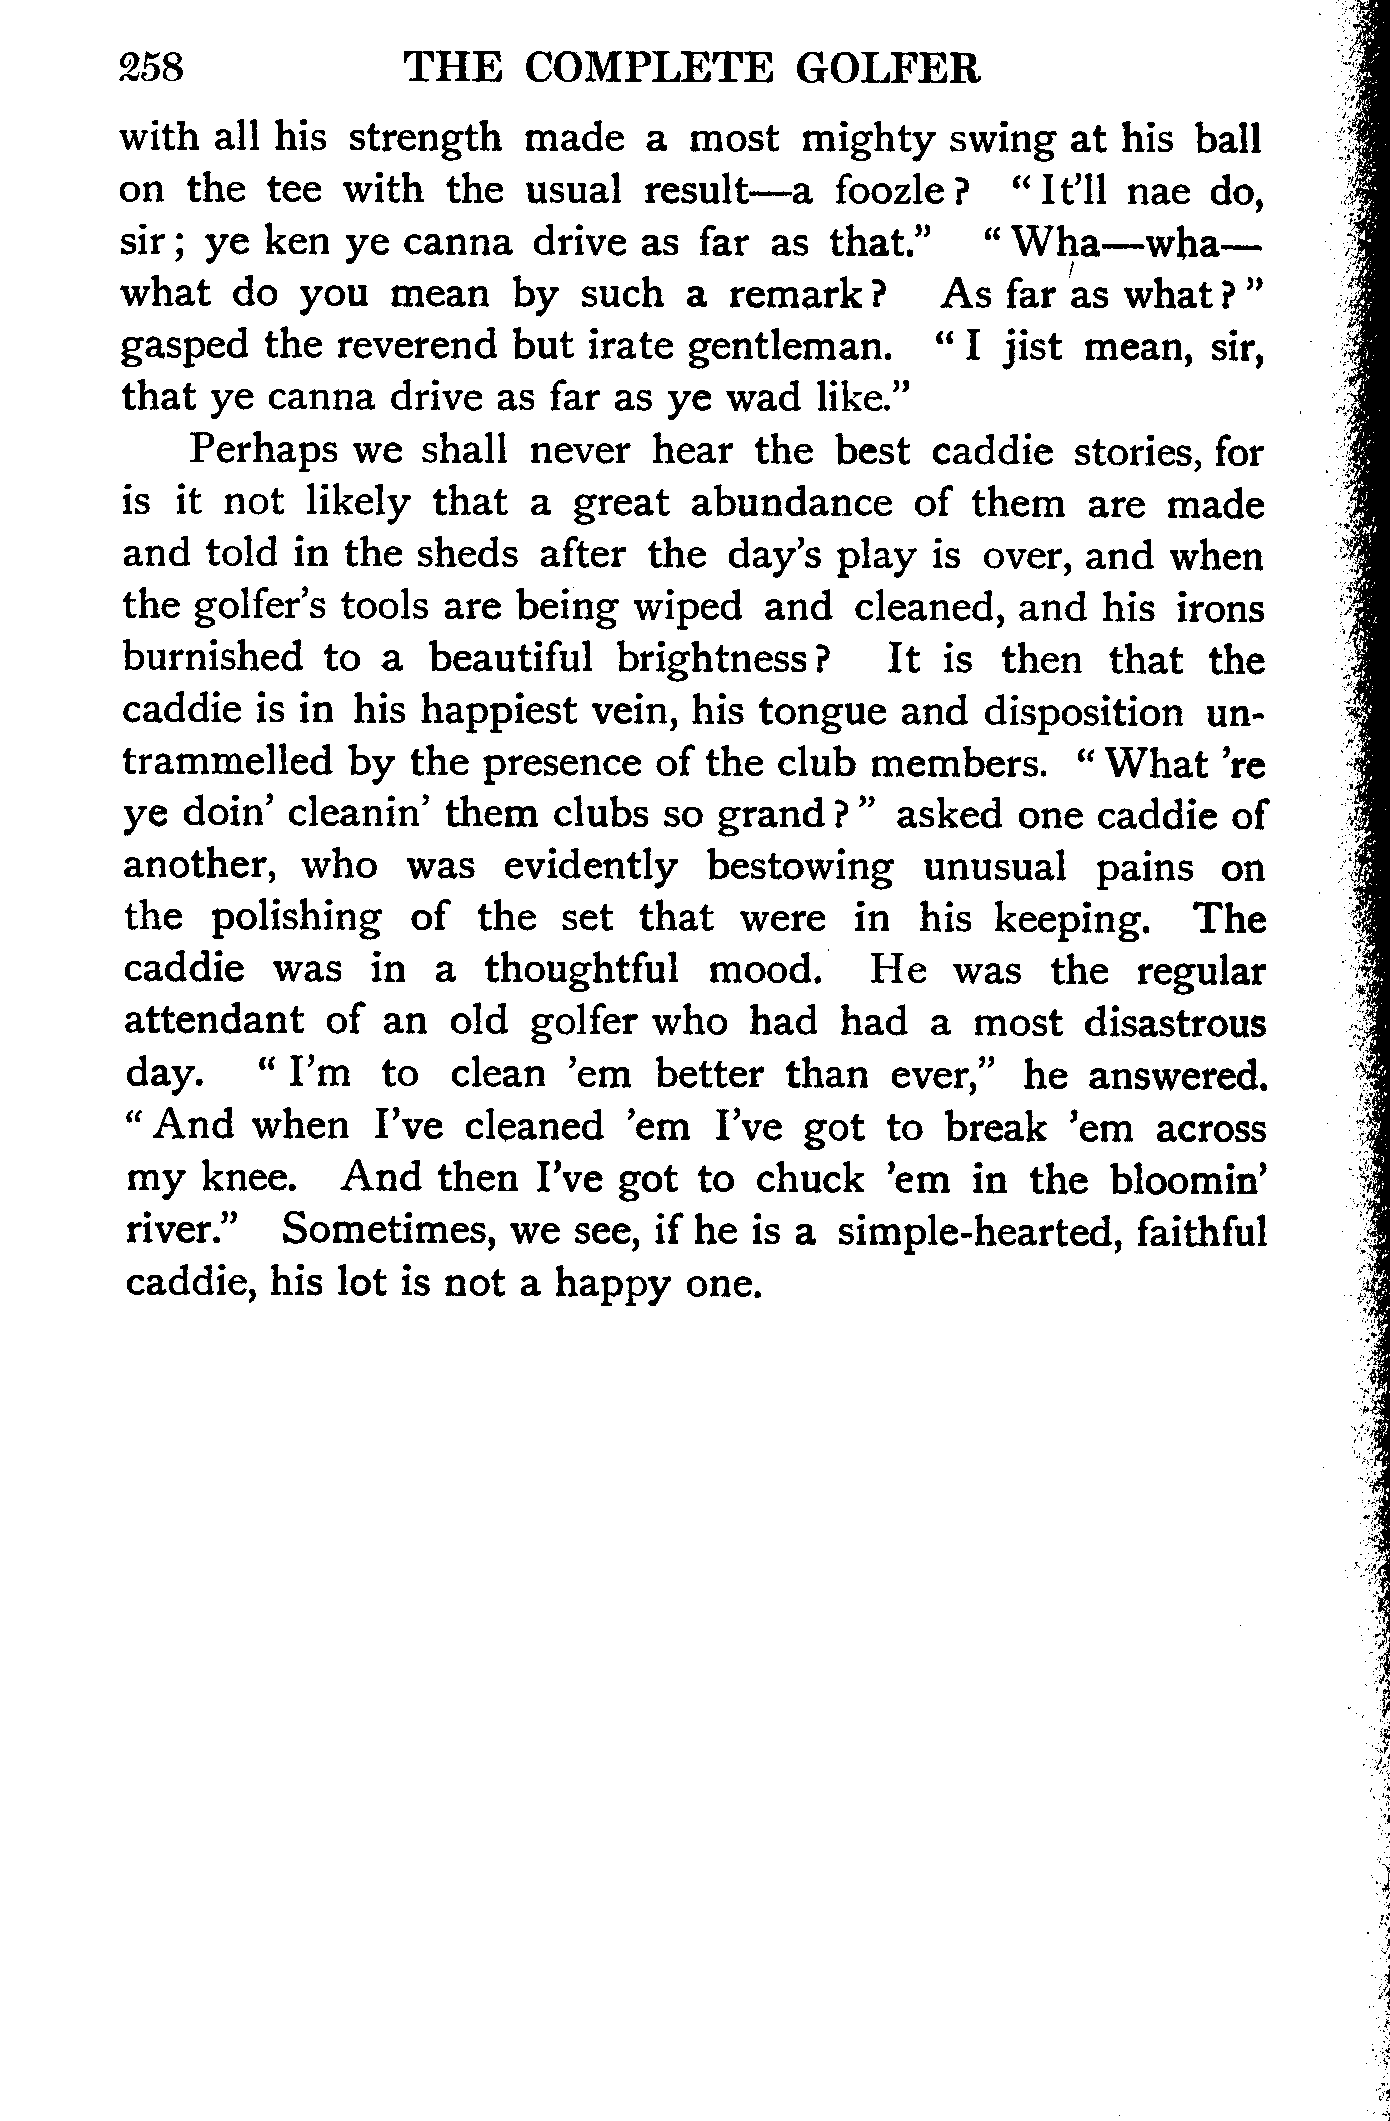 258 THE COMPLETE GOLFER
with all his strength made a most mighty swing at his ball
on the tee with the usual result—a foozle? “It’ll nae do,
sir; ye ken ye canna drive as far as that.” “Wha—wha—
what do you mean by such a remark? As far as what?”
gasped the reverend but irate gentleman. “I jist mean, sir,
that ye canna drive as far as ye wad like.”
Perhaps we shall never hear the best caddie stories, for
is it not likely that a great abundance of them are made
and told in the sheds after the day’s play is over, and when
the golfer’s tools are being wiped and cleaned, and his irons
burnished to a beautiful brightness? It is then that the
caddie is in his happiest vein, his tongue and disposition un-
trammelled by the presence of the club members. “What ’re
ye doin’ cleanin’ them clubs so grand?” asked one caddie of
another, who was evidently bestowing unusual pains on
the polishing of the set that were in his keeping. The
caddie was in a thoughtful mood. He was the regular
attendant of an old golfer who had had a most disastrous
day. “I’m to clean ’em better than ever,” he answered.
“And when I’ve cleaned ’em I’ve got to break ’em across
my knee. And then I’ve got to chuck ’em in the bloomin’
river.” Sometimes, we see, if he is a simple-hearted, faithful
caddie, his lot is not a happy one.